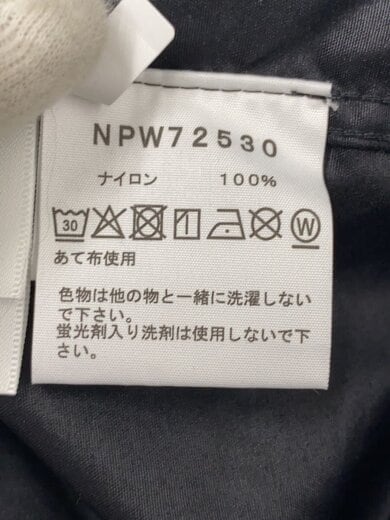 NPW72530
ナイロン 100%
30 W
あて布使用
色物は他の物と一緒に洗濯しない
で下さい。
蛍光剤入り洗剤は使用しないで下
さい。